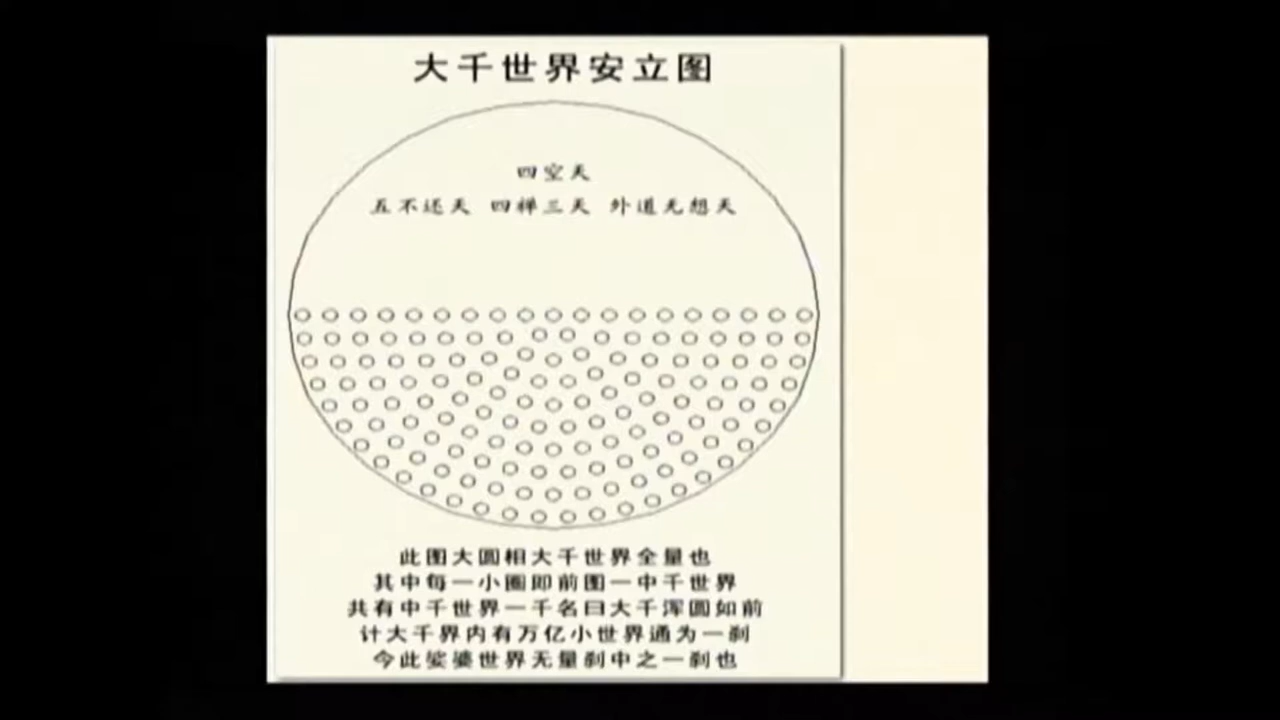 大千世界安立图
四空天
五不还天 四禅三天 外道无想天
此图大圆相大千世界全量也
其中每一小圈即前图一中千世界
共有中千世界一千名曰大千浑圆如前
计大千界内有万亿小世界通为一刹
今此娑婆世界无量刹中之一刹也